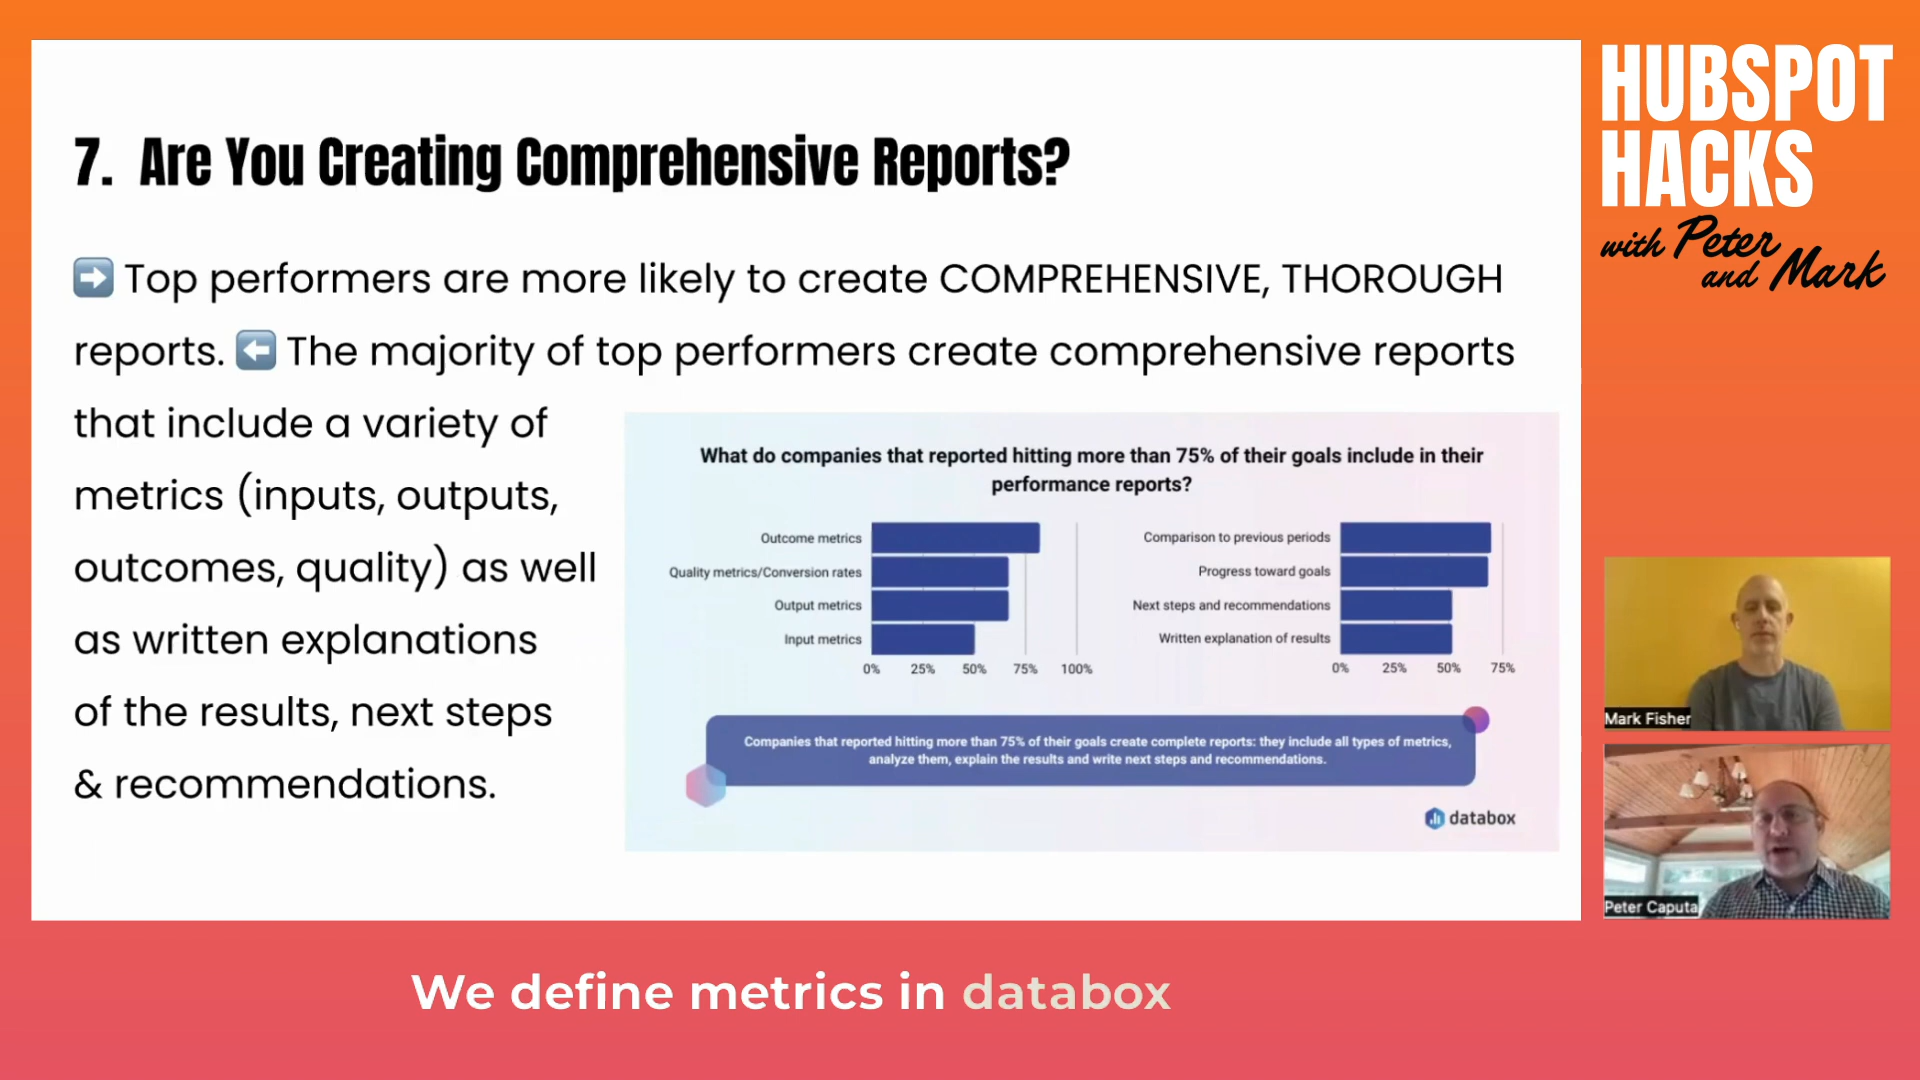 7. Are You Creating Comprehensive Reports?
➡️ Top performers are more likely to create COMPREHENSIVE, THOROUGH
reports. ⬅️ The majority of top performers create comprehensive reports
that include a variety of
metrics (inputs, outputs,
outcomes, quality) as well
as written explanations
of the results, next steps
& recommendations.
What do companies that reported hitting more than 75% of their goals include in their
performance reports?
Outcome metrics
Quality metrics/Conversion rates
Output metrics
Input metrics
0% 25% 50% 75% 100%
Comparison to previous periods
Progress toward goals
Next steps and recommendations
Written explanation of results
0% 25% 50% 75%
Companies that reported hitting more than 75% of their goals create complete reports: they include all types of metrics,
analyze them, explain the results and write next steps and recommendations.
databox
HUBSPOT
HACKS
with Peter
and Mark
Mark Fisher
Peter Caputa
We define metrics in databox